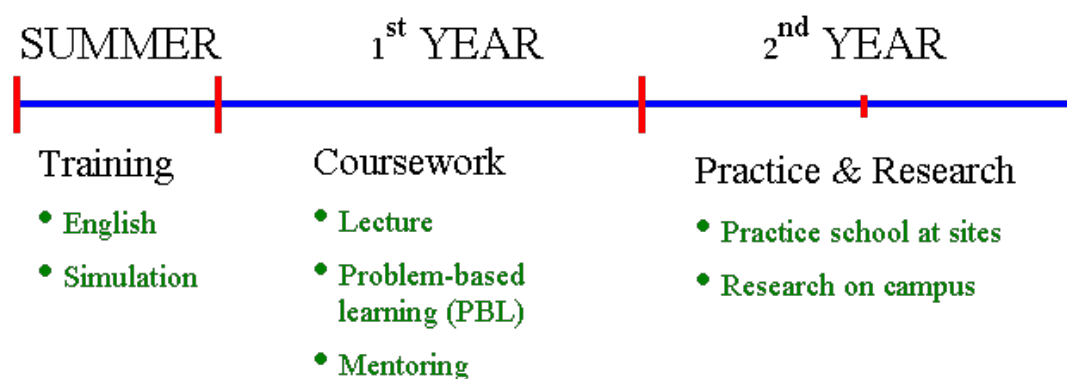 SUMMER
1st YEAR
2nd YEAR
Training
• English
• Simulation
Coursework
• Lecture
• Problem-based
learning (PBL)
• Mentoring
Practice & Research
• Practice school at sites
• Research on campus